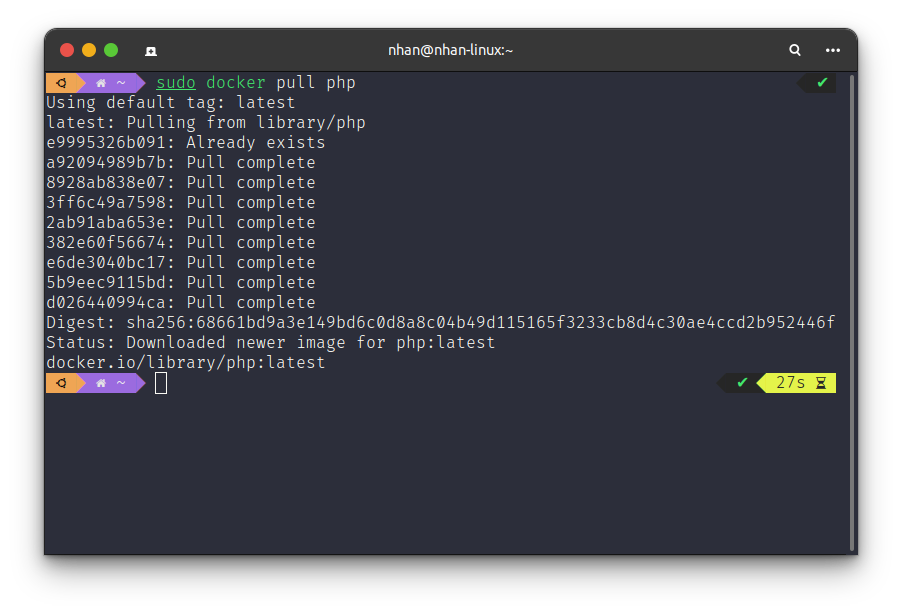 nhan@nhan-linux:~
~ sudo docker pull php ✔
Using default tag: latest
latest: Pulling from library/php
e9995326b091: Already exists
a92094989b7b: Pull complete
8928ab838e07: Pull complete
3ff6c49a7598: Pull complete
2ab91aba653e: Pull complete
382e60f56674: Pull complete
e6de3040bc17: Pull complete
5b9eec9115bd: Pull complete
d026440994ca: Pull complete
Digest: sha256:68661bd9a3e149bd6c0d8a8c04b49d115165f3233cb8d4c30ae4ccd2b952446f
Status: Downloaded newer image for php:latest
docker.io/library/php:latest
~ ✔ 27s